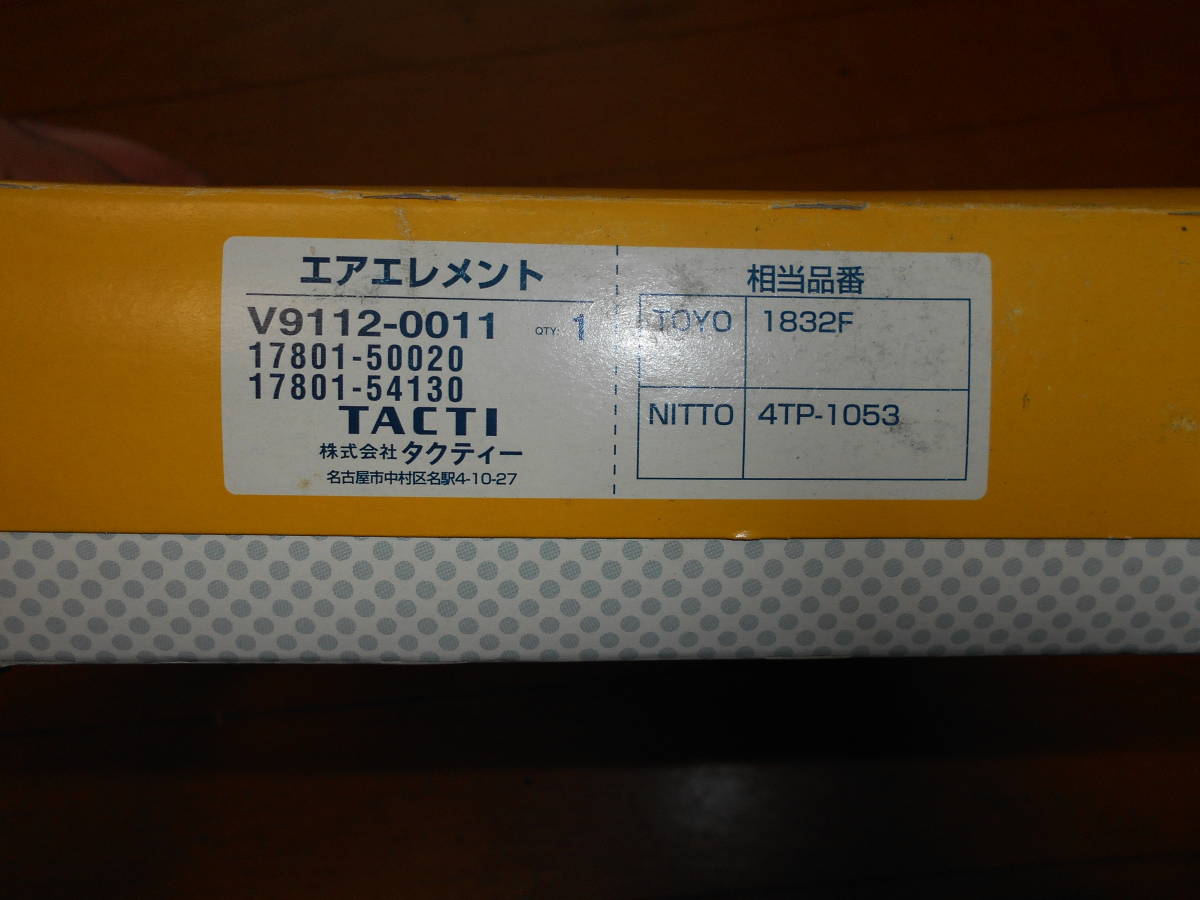 エアエレメント
V9112-0011 QTY: 1
17801-50020
17801-54130
TACTI
株式会社 タクティー
名古屋市中村区名駅4-10-27
相当品番
TOYO 1832F
NITTO 4TP-1053